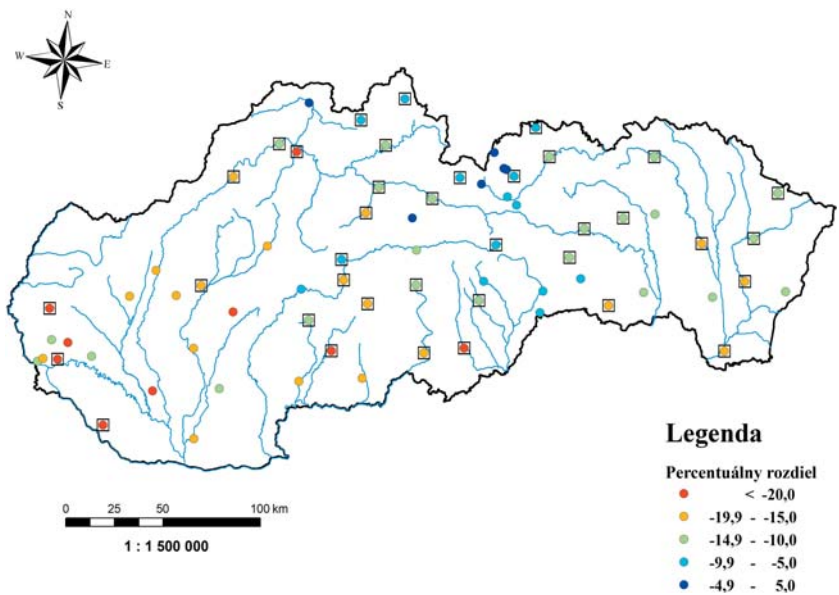 N
W E
S
0 25 50 100 km
1 : 1 500 000
Legenda
Percentuálny rozdiel
< -20,0
-19,9 - -15,0
-14,9 - -10,0
-9,9 - -5,0
-4,9 - 5,0